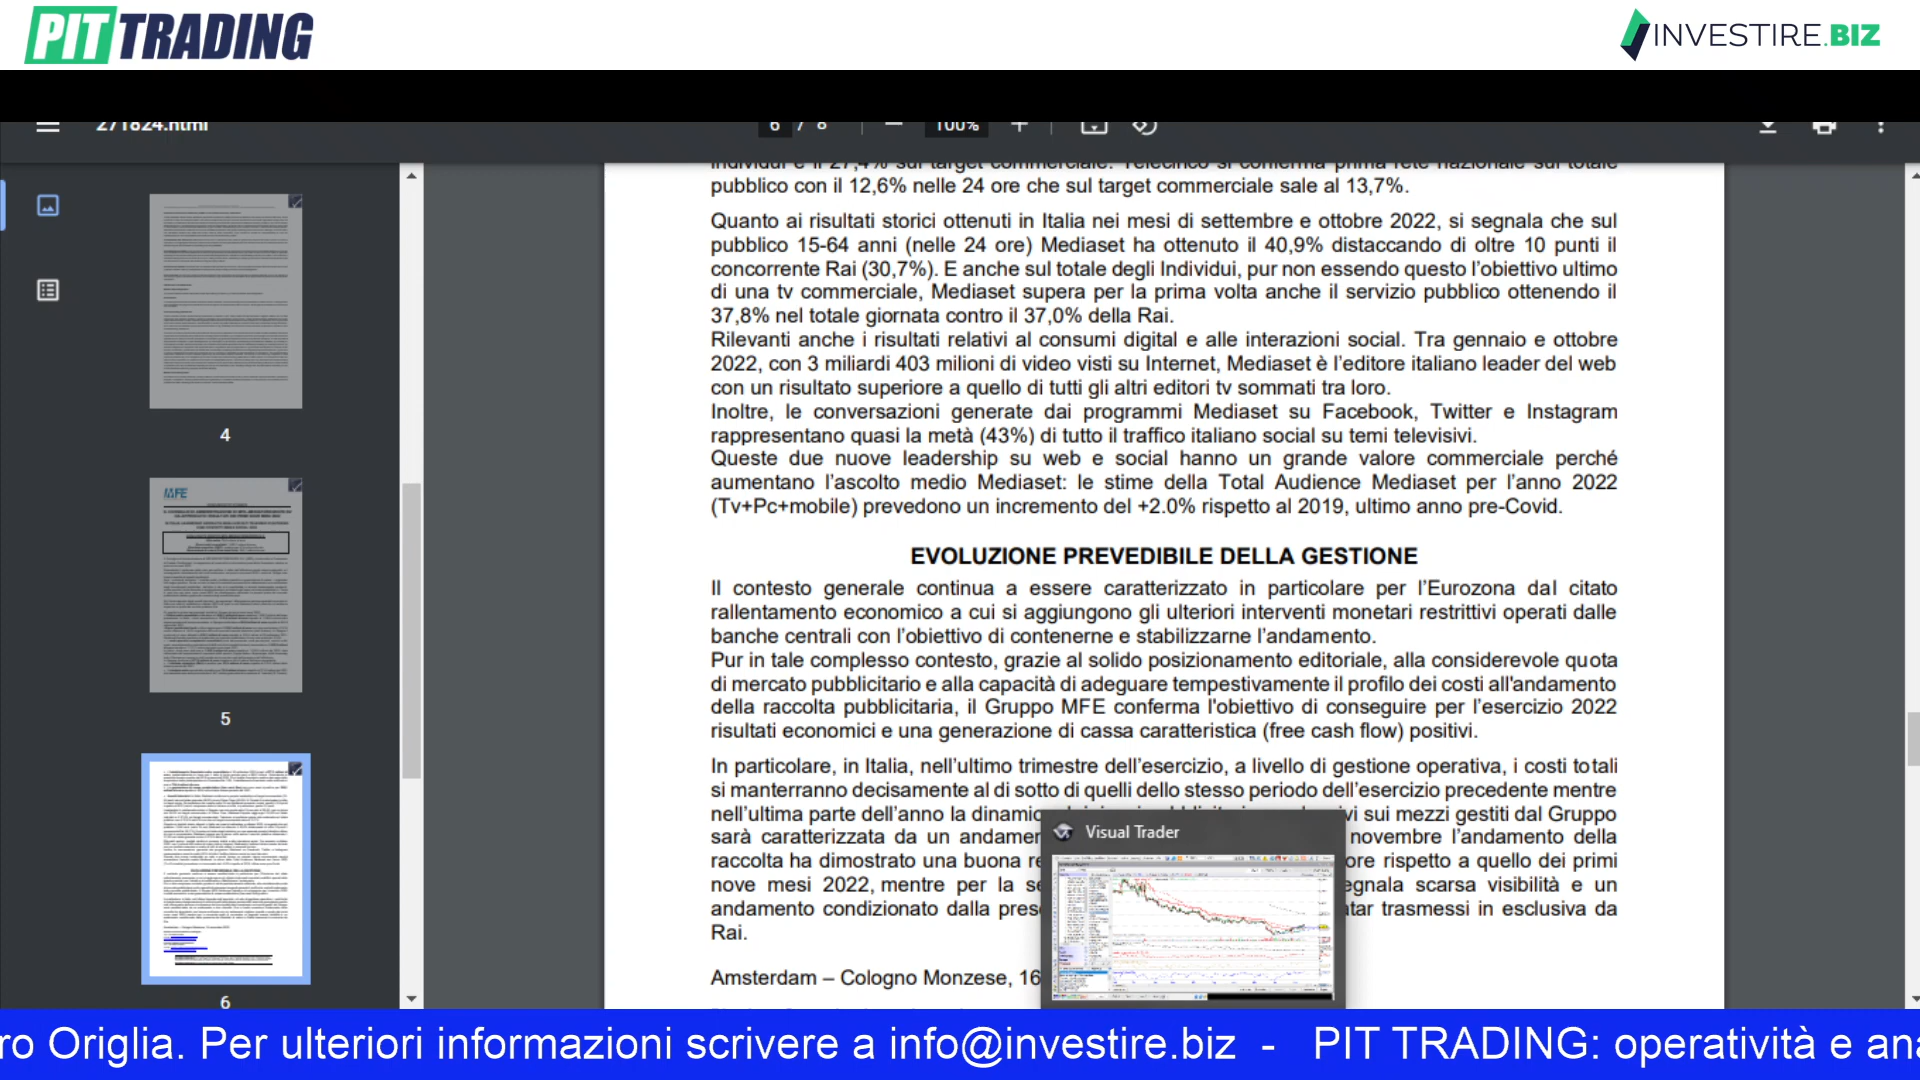 PIT TRADING
INVESTIRE.BIZ
271824.html
6 / 8
100%
individui e il 27,4% sul target commerciale. Telecinco si conferma prima rete nazionale sul totale
pubblico con il 12,6% nelle 24 ore che sul target commerciale sale al 13,7%.
Quanto ai risultati storici ottenuti in Italia nei mesi di settembre e ottobre 2022, si segnala che sul
pubblico 15-64 anni (nelle 24 ore) Mediaset ha ottenuto il 40,9% distaccando di oltre 10 punti il
concorrente Rai (30,7%). E anche sul totale degli Individui, pur non essendo questo l’obiettivo ultimo
di una tv commerciale, Mediaset supera per la prima volta anche il servizio pubblico ottenendo il
37,8% nel totale giornata contro il 37,0% della Rai.
Rilevanti anche i risultati relativi al consumi digital e alle interazioni social. Tra gennaio e ottobre
2022, con 3 miliardi 403 milioni di video visti su Internet, Mediaset è l’editore italiano leader del web
con un risultato superiore a quello di tutti gli altri editori tv sommati tra loro.
Inoltre, le conversazioni generate dai programmi Mediaset su Facebook, Twitter e Instagram
rappresentano quasi la metà (43%) di tutto il traffico italiano social su temi televisivi.
Queste due nuove leadership su web e social hanno un grande valore commerciale perché
aumentano l’ascolto medio Mediaset: le stime della Total Audience Mediaset per l’anno 2022
(Tv+Pc+mobile) prevedono un incremento del +2.0% rispetto al 2019, ultimo anno pre-Covid.
EVOLUZIONE PREVEDIBILE DELLA GESTIONE
Il contesto generale continua a essere caratterizzato in particolare per l’Eurozona dal citato
rallentamento economico a cui si aggiungono gli ulteriori interventi monetari restrittivi operati dalle
banche centrali con l’obiettivo di contenerne e stabilizzarne l’andamento.
Pur in tale complesso contesto, grazie al solido posizionamento editoriale, alla considerevole quota
di mercato pubblicitario e alla capacità di adeguare tempestivamente il profilo dei costi all'andamento
della raccolta pubblicitaria, il Gruppo MFE conferma l'obiettivo di conseguire per l’esercizio 2022
risultati economici e una generazione di cassa caratteristica (free cash flow) positivi.
In particolare, in Italia, nell’ultimo trimestre dell’esercizio, a livello di gestione operativa, i costi totali
si manterranno decisamente al di sotto di quelli dello stesso periodo dell’esercizio precedente mentre
nell’ultima parte dell’anno la dinamic vi sui mezzi gestiti dal Gruppo
sarà caratterizzata da un andamen novembre l’andamento della
raccolta ha dimostrato una buona re ore rispetto a quello dei primi
nove mesi 2022, mentre per la se egnala scarsa visibilità e un
andamento condizionato dalla prese atar trasmessi in esclusiva da
Rai.
Amsterdam – Cologno Monzese, 16
Visual Trader
4
MFE
5
6
ro Origlia. Per ulteriori informazioni scrivere a info@investire.biz - PIT TRADING: operatività e ana